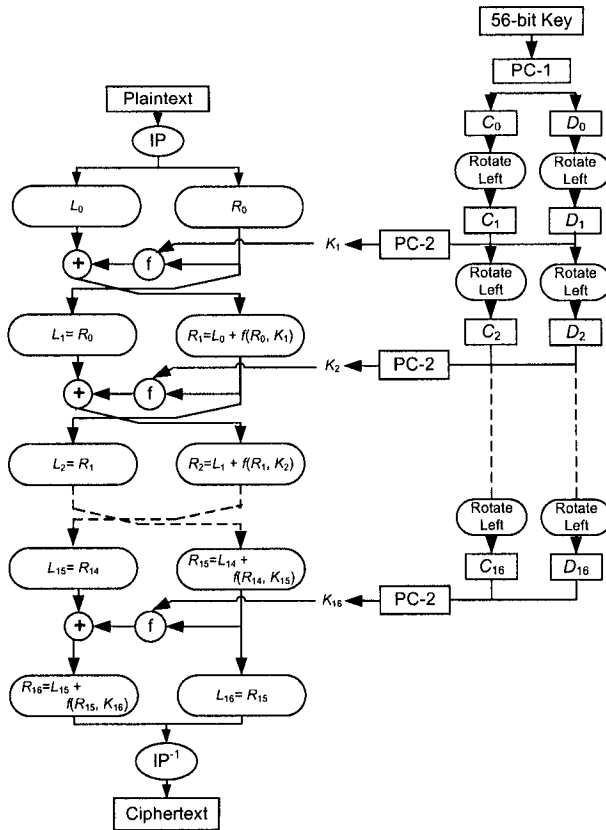 56-bit Key
PC-1
Plaintext
IP
C0 D0
Rotate Left
Rotate Left
L0
R0
C1 D1
+
f
K1
PC-2
Rotate Left
Rotate Left
L1= R0
R1=L0 + f(R0, K1)
C2 D2
+
f
K2
PC-2
L2= R1
R2=L1 + f(R1, K2)
Rotate Left
Rotate Left
L15= R14
R15=L14 +
f(R14, K15)
C16 D16
+
f
K16
PC-2
R16=L15 +
f(R15, K16)
L16= R15
IP-1
Ciphertext